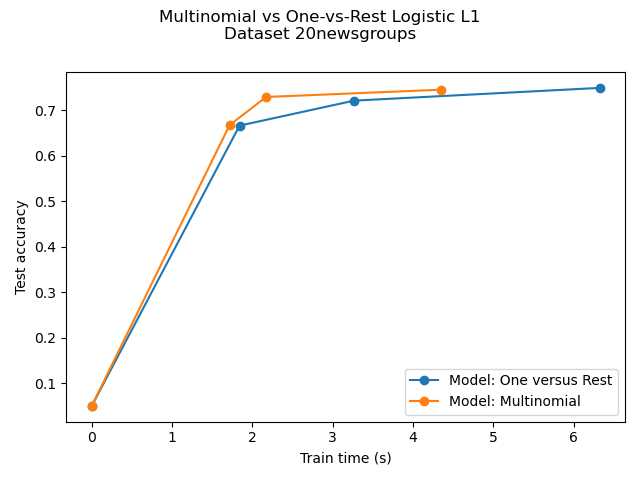 Multinomial vs One-vs-Rest Logistic L1
Dataset 20newsgroups
0.7
0.6
0.5
0.4
0.3
0.2
0.1
Test accuracy
0 1 2 3 4 5 6
Train time (s)
Model: One versus Rest
Model: Multinomial